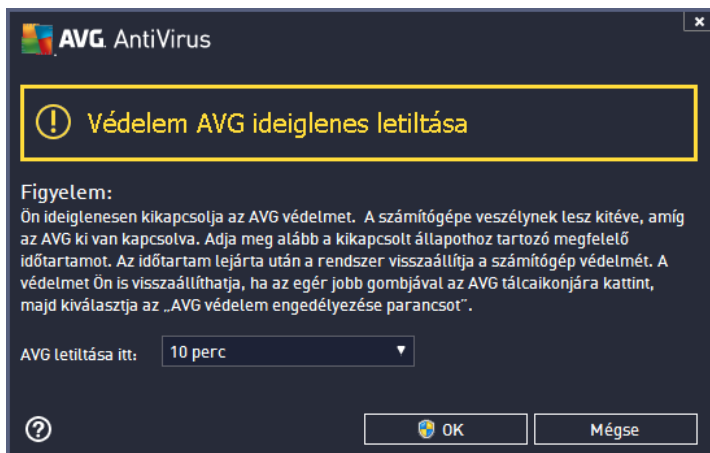 AVG. AntiVirus
Védelem AVG ideiglenes letiltása
Figyelem:
Ön ideiglenesen kikapcsolja az AVG védelmet. A számítógépe veszélynek lesz kitéve, amíg
az AVG ki van kapcsolva. Adja meg alább a kikapcsolt állapothoz tartozó megfelelő
időtartamot. Az időtartam lejárta után a rendszer visszaállítja a számítógép védelmét. A
védelmet Ön is visszaállíthatja, ha az egér jobb gombjával az AVG tálcaikonjára kattint,
majd kiválasztja az „AVG védelem engedélyezése parancsot".
AVG letiltása itt: 10 perc
OK Mégse